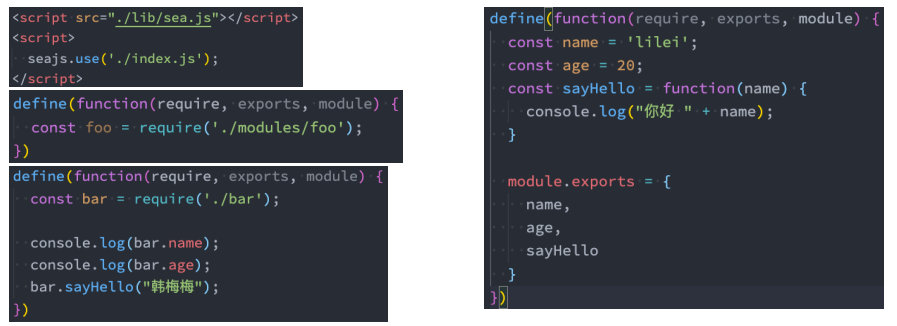 <script src="./lib/sea.js"></script>
<script>
  seajs.use('./index.js');
</script>
define(function(require, exports, module) {
  const foo = require('./modules/foo');
})
define(function(require, exports, module) {
  const bar = require('./bar');

  console.log(bar.name);
  console.log(bar.age);
  bar.sayHello("韩梅梅");
})
define(function(require, exports, module) {
  const name = 'lilei';
  const age = 20;
  const sayHello = function(name) {
    console.log("你好 " + name);
  }

  module.exports = {
    name,
    age,
    sayHello
  }
})